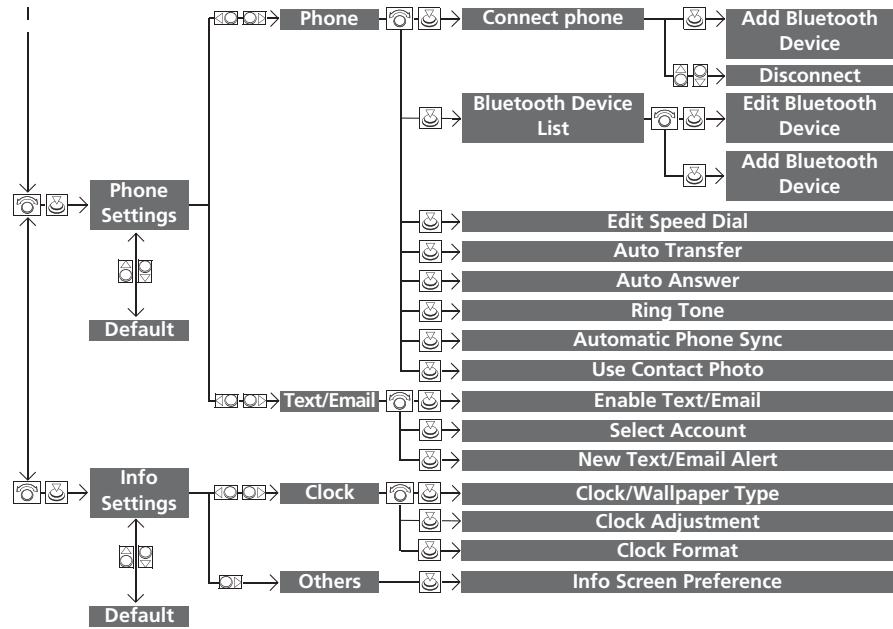 Phone
Connect phone
Add Bluetooth
Device
Disconnect
Bluetooth Device
List
Edit Bluetooth
Device
Add Bluetooth
Device
Phone
Settings
Default
Edit Speed Dial
Auto Transfer
Auto Answer
Ring Tone
Automatic Phone Sync
Use Contact Photo
Text/Email
Enable Text/Email
Select Account
New Text/Email Alert
Info
Settings
Default
Clock
Clock/Wallpaper Type
Clock Adjustment
Clock Format
Others
Info Screen Preference